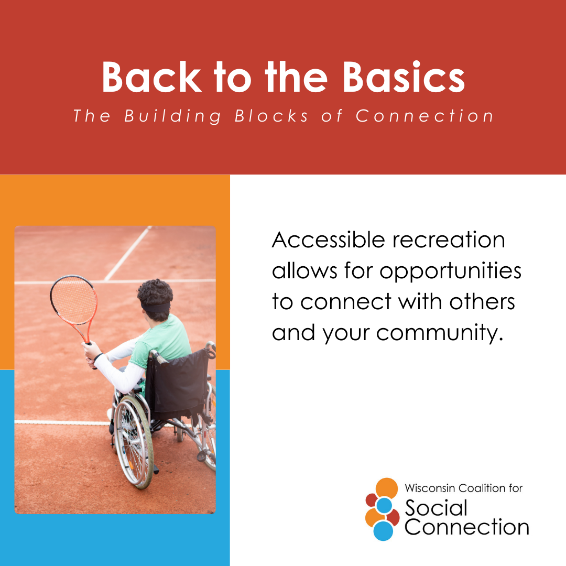 Back to the Basics
The Building Blocks of Connection
Accessible recreation
allows for opportunities
to connect with others
and your community.
Wisconsin Coalition for
Social
Connection